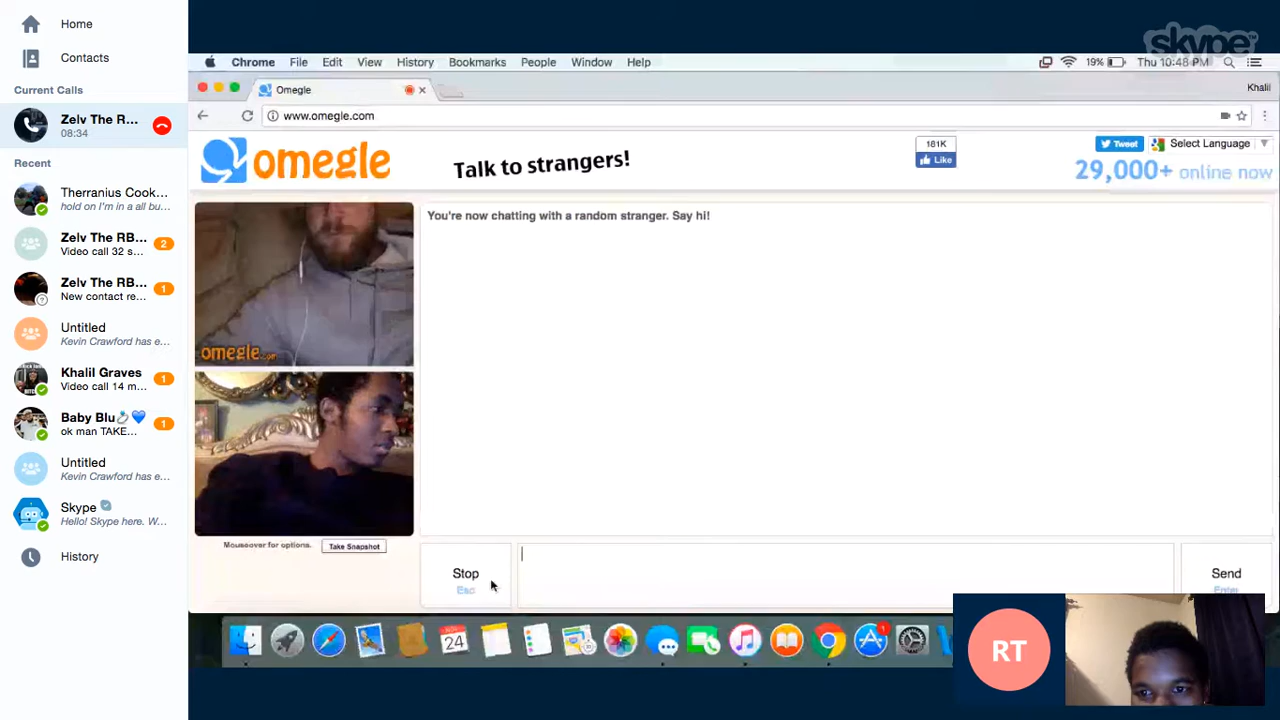 Home
Contacts
Current Calls
Zelv The R...
08:34
Recent
Therranius Cook...
hold on I'm in a all bu...
Zelv The RB...
Video call 32 s...
2
Zelv The RB...
New contact re...
1
Untitled
Kevin Crawford has e...
Khalil Graves
Video call 14 m...
1
Baby Blu💍💙
ok man TAKE...
1
Untitled
Kevin Crawford has e...
Skype
Hello! Skype here. W...
History
skype™
Chrome File Edit View History Bookmarks People Window Help
19% Thu 10:48 PM
Omegle
Khalil
www.omegle.com
omegle
Talk to strangers!
181K
Like
Tweet
Select Language
29,000+ online now
You're now chatting with a random stranger. Say hi!
omegle.com
Mouseover for options.
Take Snapshot
Stop
Esc
Send
Enter
24
1
RT